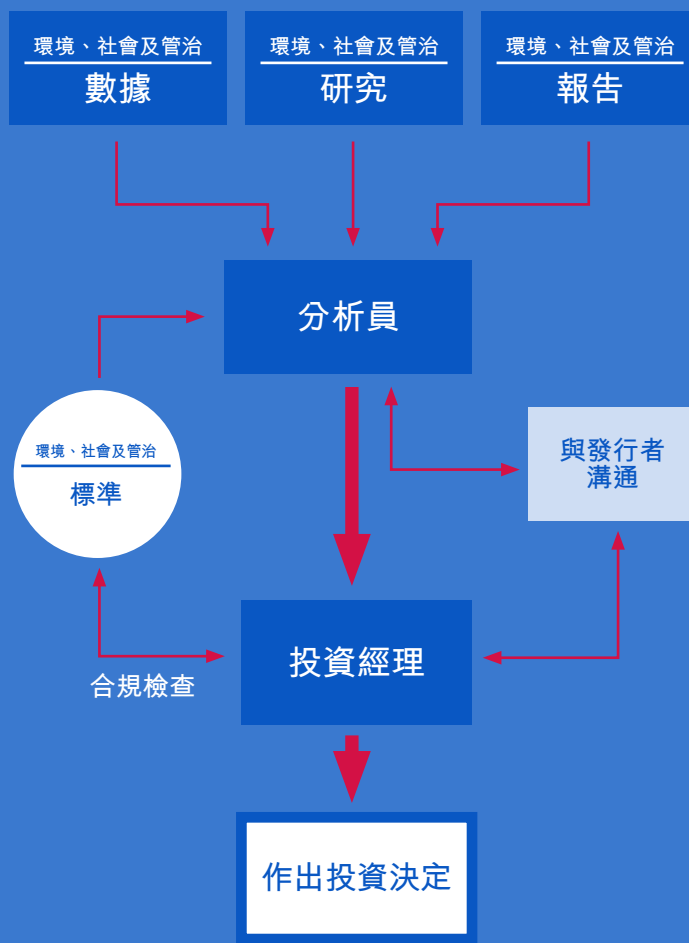 環境、社會及管治
數據
環境、社會及管治
研究
環境、社會及管治
報告
分析員
環境、社會及管治
標準
與發行者
溝通
投資經理
合規檢查
作出投資決定